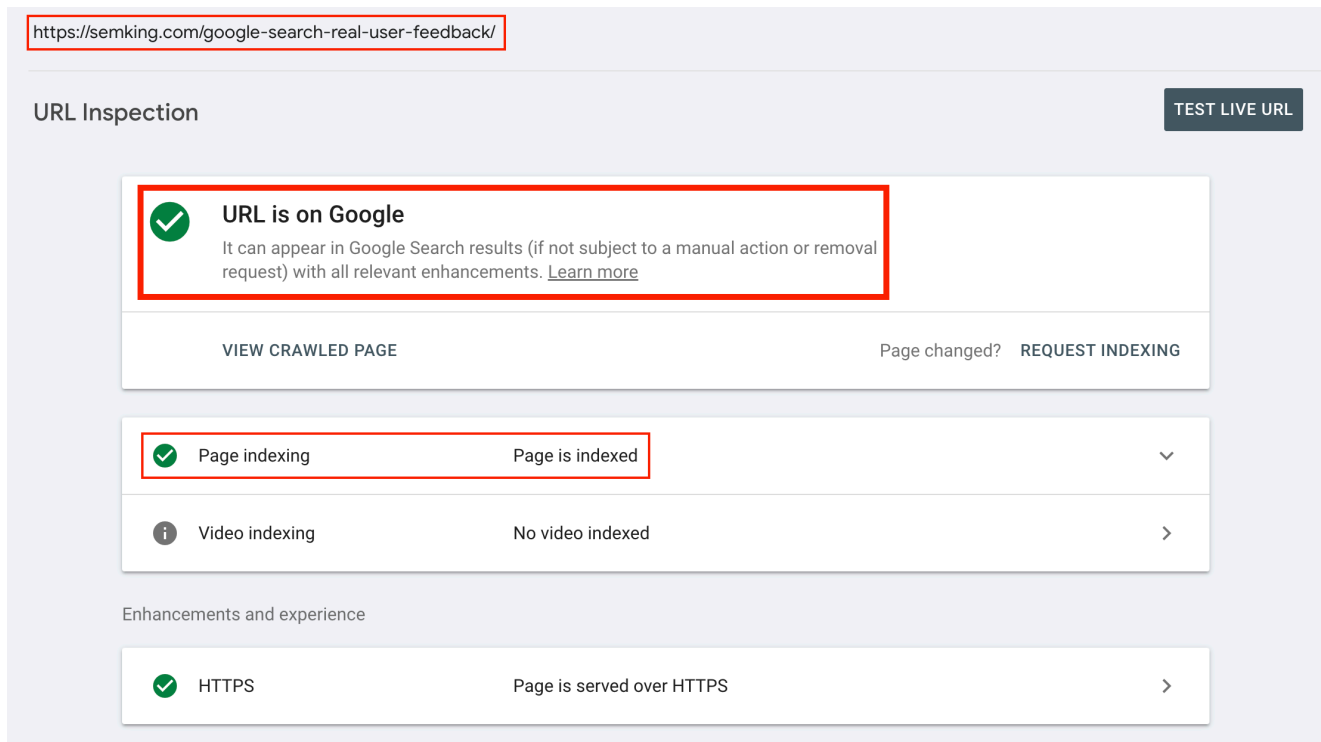 https://semking.com/google-search-real-user-feedback/
URL Inspection
TEST LIVE URL
URL is on Google
It can appear in Google Search results (if not subject to a manual action or removal
request) with all relevant enhancements. Learn more
VIEW CRAWLED PAGE
Page changed? REQUEST INDEXING
Page indexing Page is indexed
Video indexing No video indexed
Enhancements and experience
HTTPS Page is served over HTTPS